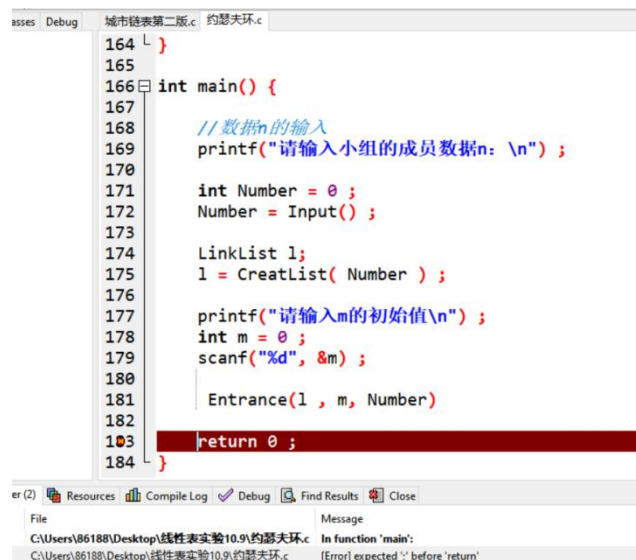 asses Debug 城市链表第二版.c 约瑟夫环.c
164 }
165
166 int main() {
167
168 //数据n的输入
169 printf("请输入小组的成员数据n：\n") ;
170
171 int Number = 0 ;
172 Number = Input() ;
173
174 LinkList l;
175 l = CreatList( Number ) ;
176
177 printf("请输入m的初始值\n") ;
178 int m = 0 ;
179 scanf("%d", &m) ;
180
181 Entrance(l , m, Number)
182
183 return 0 ;
184 }
er (2) Resources Compile Log Debug Find Results Close
File Message
C:\Users\86188\Desktop\线性表实验10.9\约瑟夫环.c In function 'main':
C:\Users\86188\Desktop\线性表实验10.9\约瑟夫环.c [Error] expected ';' before 'return'